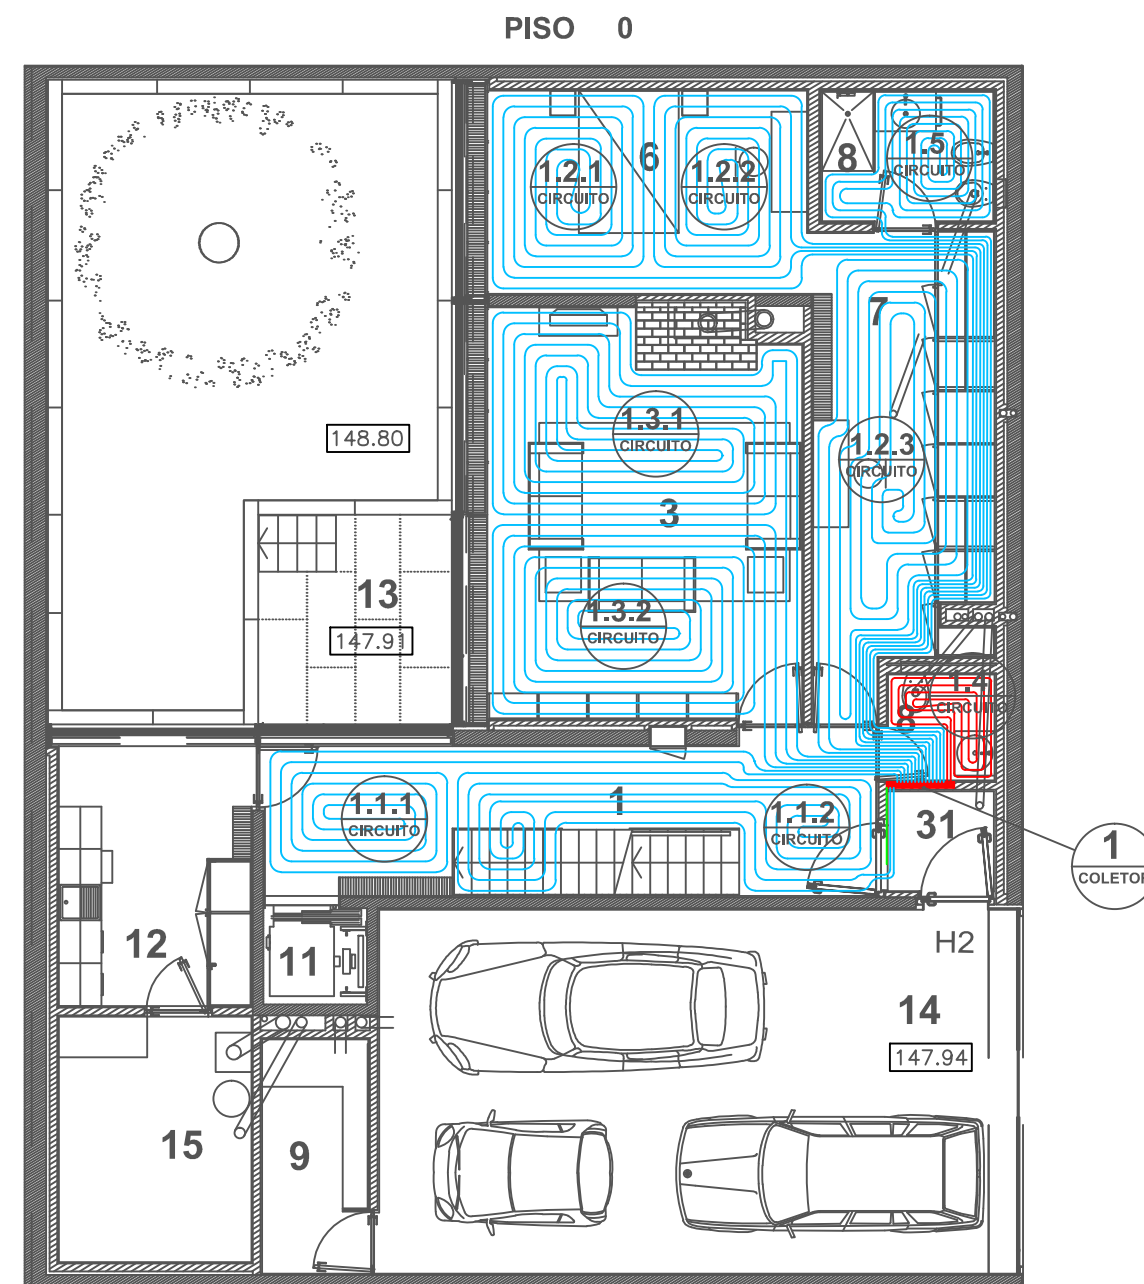 PISO 0
1.2.1
CIRCUITO
6
1.2.2
CIRCUITO
8
1.5
CIRCUITO
7
148.80
1.3.1
CIRCUITO
1.2.3
CIRCUITO
3
13
147.91
1.3.2
CIRCUITO
1.4
CIRCUITO
8
1.1.1
CIRCUITO
1
1.1.2
CIRCUITO
31
1
COLETOR
12
11
H2
14
147.94
15
9